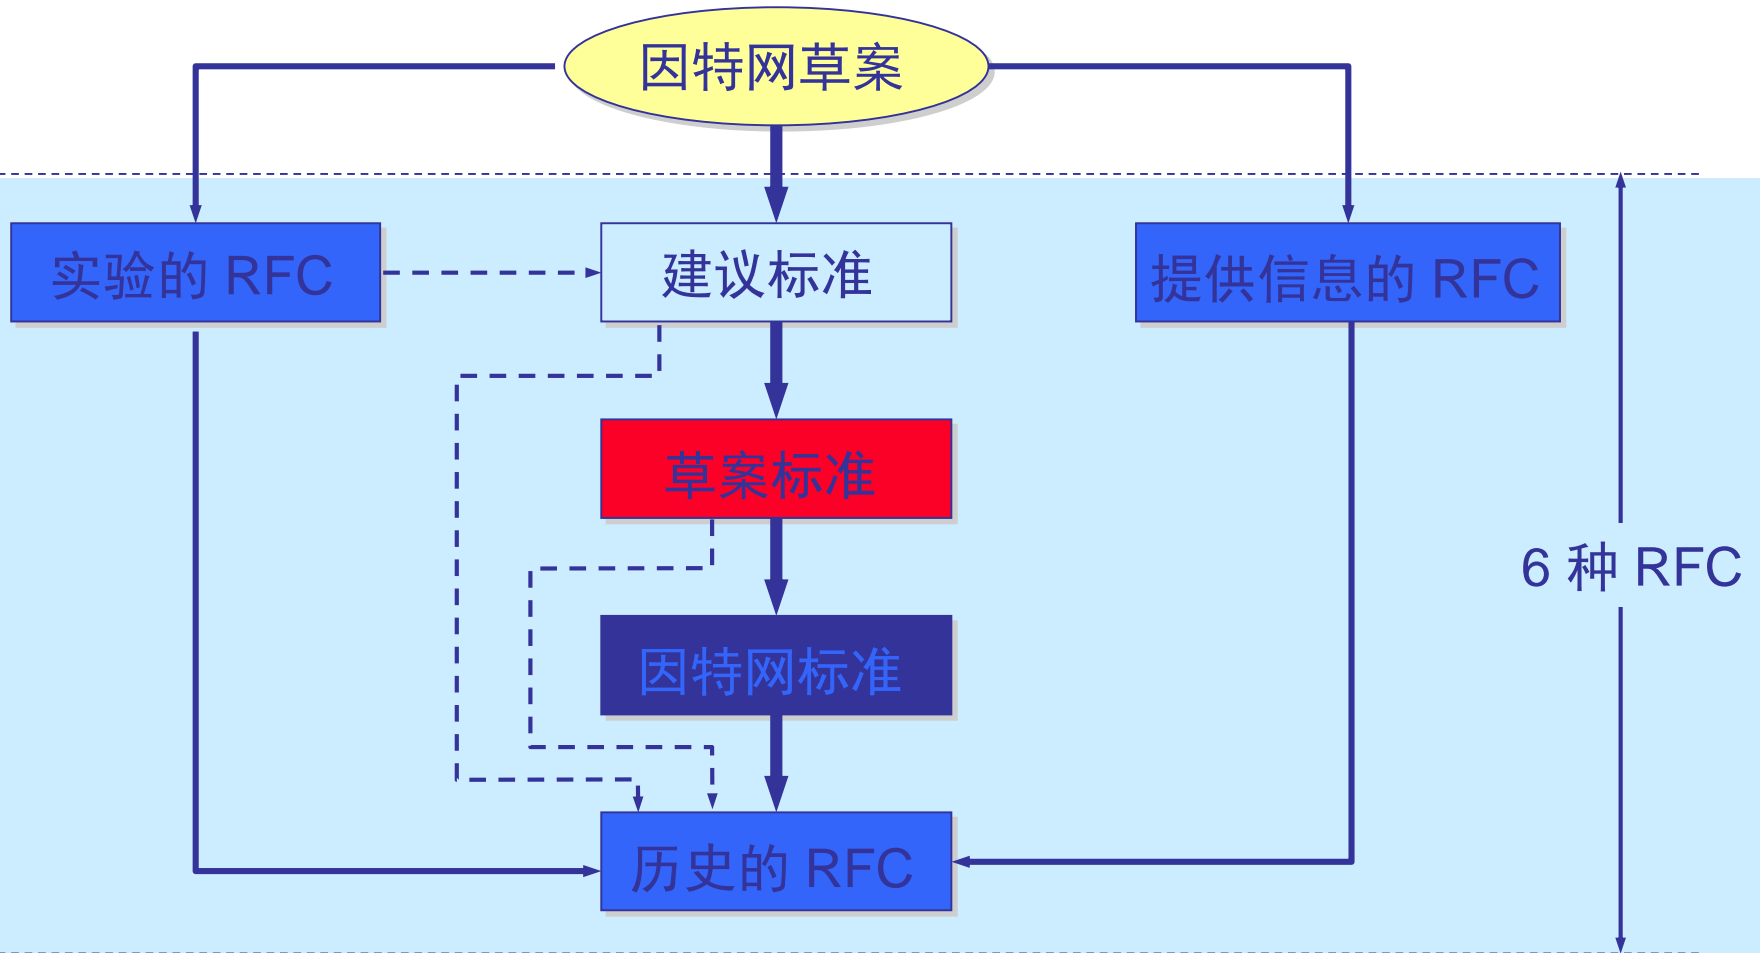 因特网草案
实验的 RFC
建议标准
提供信息的 RFC
草案标准
6 种 RFC
因特网标准
历史的 RFC